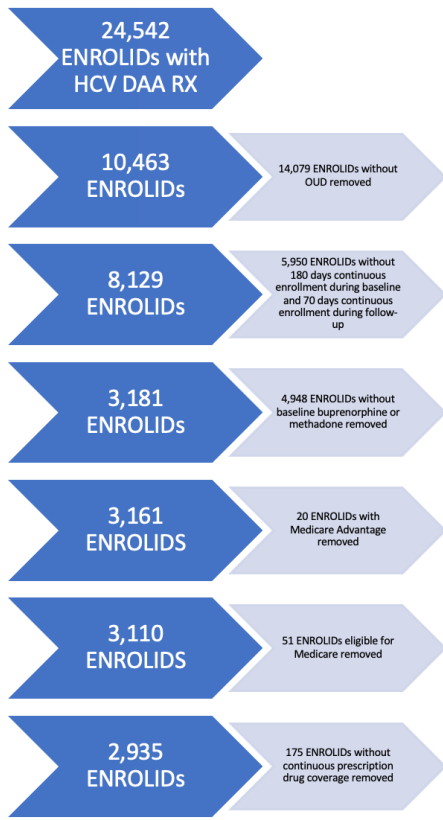 24,542
ENROLIDs with
HCV DAA RX
10,463
ENROLIDs
14,079 ENROLIDs without
OUD removed
8,129
ENROLIDs
5,950 ENROLIDs without
180 days continuous
enrollment during baseline
and 70 days continuous
enrollment during follow-
up
3,181
ENROLIDs
4,948 ENROLIDs without
baseline buprenorphine or
methadone removed
3,161
ENROLIDS
20 ENROLIDs with
Medicare Advantage
removed
3,110
ENROLIDS
51 ENROLIDs eligible for
Medicare removed
2,935
ENROLIDs
175 ENROLIDs without
continuous prescription
drug coverage removed